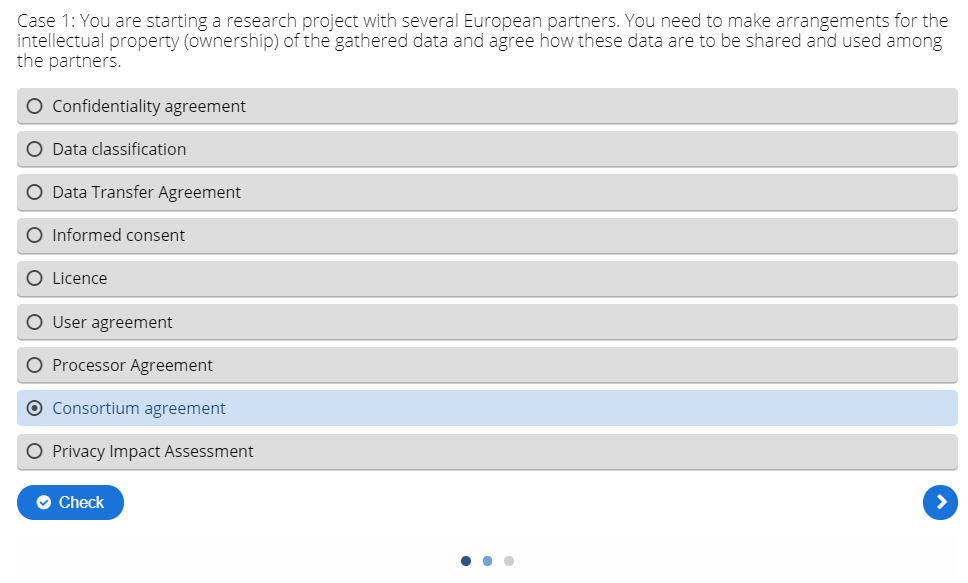 Case 1: You are starting a research project with several European partners. You need to make arrangements for the
intellectual property (ownership) of the gathered data and agree how these data are to be shared and used among
the partners.
Confidentiality agreement
Data classification
Data Transfer Agreement
Informed consent
Licence
User agreement
Processor Agreement
Consortium agreement
Privacy Impact Assessment
Check